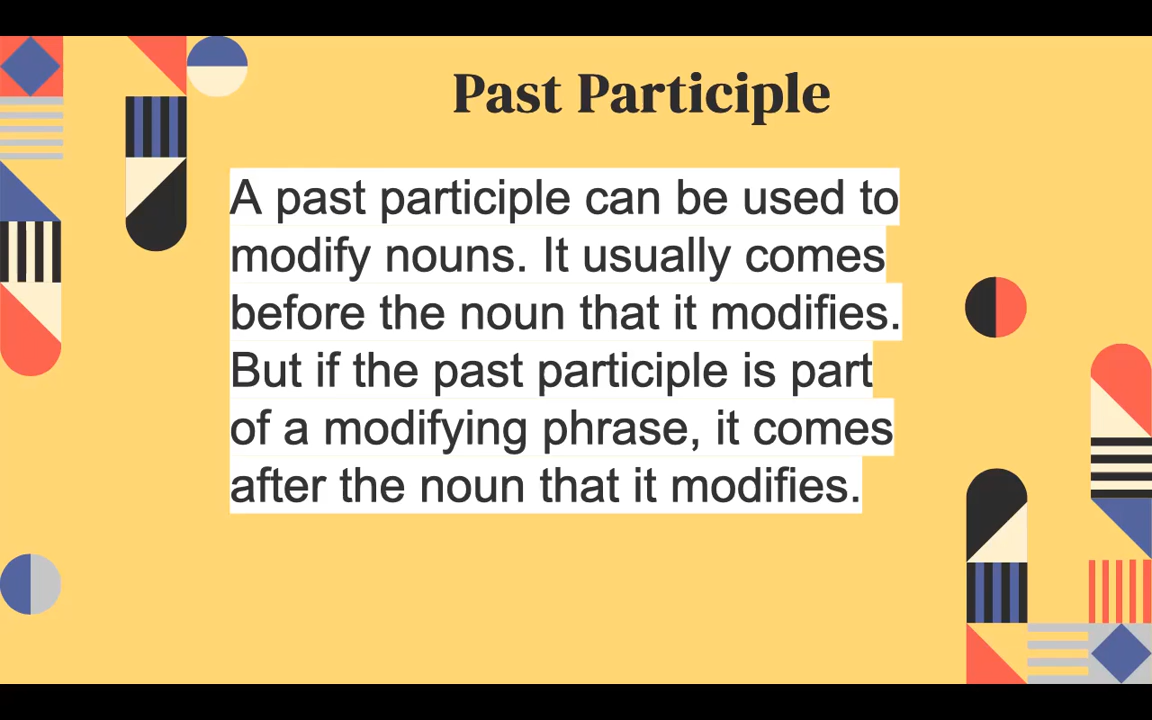 Past Participle
A past participle can be used to
modify nouns. It usually comes
before the noun that it modifies.
But if the past participle is part
of a modifying phrase, it comes
after the noun that it modifies.